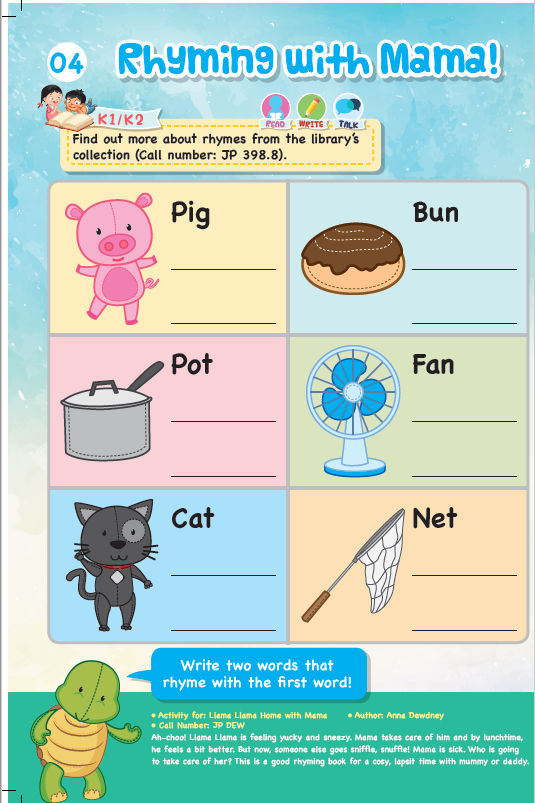 04
Rhyming with Mama!
K1/K2
READ
WRITE
TALK
Find out more about rhymes from the library's
collection (Call number: JP 398.8).
Pig
Bun
Pot
Fan
Cat
Net
Write two words that
rhyme with the first word!
• Activity for: Llama Llama Home with Mama • Author: Anna Dewdney
• Call Number: JP DEW
Ah-choo! Llama Llama is feeling yucky and sneezy. Mama takes care of him and by lunchtime,
he feels a bit better. But now, someone else goes sniffle, snuffle! Mama is sick. Who is going
to take care of her? This is a good rhyming book for a cosy, lapsit time with mummy or daddy.